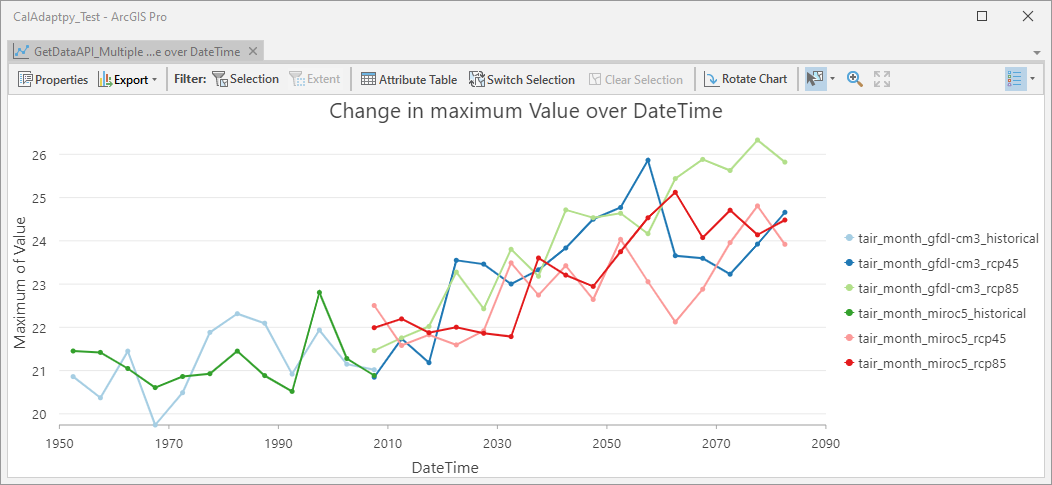 CalAdaptpy_Test - ArcGIS Pro
GetDataAPI_Multiple ...e over DateTime
Properties Export Filter: Selection Extent Attribute Table Switch Selection Clear Selection Rotate Chart
Change in maximum Value over DateTime
Maximum of Value
26
25
24
23
22
21
20
1950 1970 1990 2010 2030 2050 2070 2090
DateTime
tair_month_gfdl-cm3_historical
tair_month_gfdl-cm3_rcp45
tair_month_gfdl-cm3_rcp85
tair_month_miroc5_historical
tair_month_miroc5_rcp45
tair_month_miroc5_rcp85